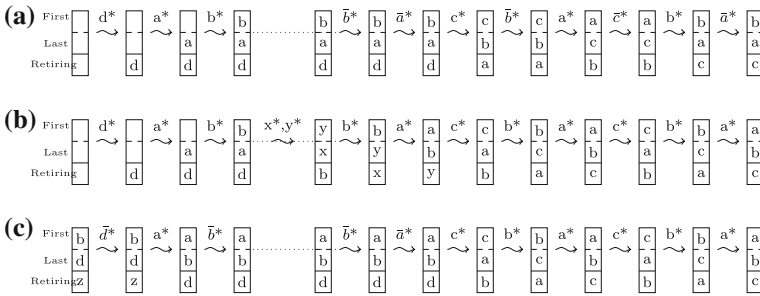 (a) d* a* b* b̄* ā* c* b̄* a* c̄* b* ā*
First b b b b c c a a b b
Last a a a a a b b c c a a
Retiring d d d d d d a a b b c c
(b) d* a* b* x*,y* b* a* c* b* a* c* b* a*
First b y b a c b a c b a
Last a a x y b a c b a c b
Retiring d d d b x y b a c b a c
(c) d̄* a* b̄* b̄* ā* c* b* a* c* b* a*
First b b a a a a a c b a c b a
Last d d b b b b b a c b a c b
Retiring z z d d d d d b a c b a c